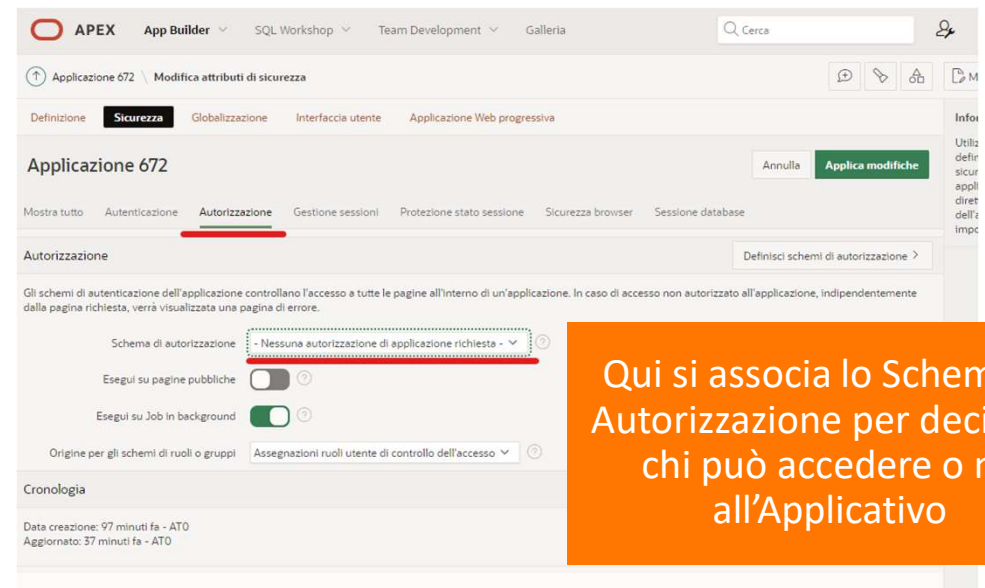 APEX App Builder SQL Workshop Team Development Galleria Cerca
Applicazione 672 \ Modifica attributi di sicurezza
Definizione Sicurezza Globalizzazione Interfaccia utente Applicazione Web progressiva
Applicazione 672 Annulla Applica modifiche
Mostra tutto Autenticazione Autorizzazione Gestione sessioni Protezione stato sessione Sicurezza browser Sessione database
Autorizzazione Definisci schemi di autorizzazione >
Gli schemi di autenticazione dell'applicazione controllano l'accesso a tutte le pagine all'interno di un'applicazione. In caso di accesso non autorizzato all'applicazione, indipendentemente
dalla pagina richiesta, verrà visualizzata una pagina di errore.
Schema di autorizzazione - Nessuna autorizzazione di applicazione richiesta -
Esegui su pagine pubbliche
Esegui su Job in background
Origine per gli schemi di ruoli o gruppi Assegnazioni ruoli utente di controllo dell'accesso
Cronologia
Data creazione: 97 minuti fa - AT0
Aggiornato: 37 minuti fa - AT0
Qui si associa lo Schem
Autorizzazione per deci
chi può accedere o
all'Applicativo